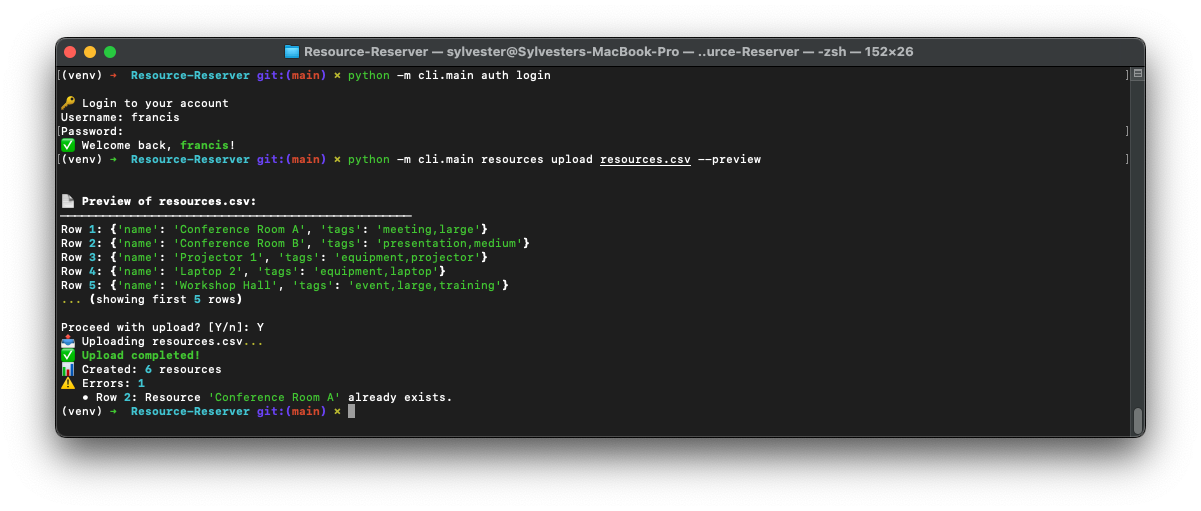 Resource-Reserver — sylvester@Sylvesters-MacBook-Pro — ..urce-Reserver — -zsh — 152×26
[(venv) → Resource-Reserver git:(main) × python -m cli.main auth login ]
🔑 Login to your account
Username: francis
[Password: ]
✅ Welcome back, francis!
[(venv) → Resource-Reserver git:(main) × python -m cli.main resources upload resources.csv --preview ]
📄 Preview of resources.csv:
──────────────────────────────────────────────────
Row 1: {'name': 'Conference Room A', 'tags': 'meeting,large'}
Row 2: {'name': 'Conference Room B', 'tags': 'presentation,medium'}
Row 3: {'name': 'Projector 1', 'tags': 'equipment,projector'}
Row 4: {'name': 'Laptop 2', 'tags': 'equipment,laptop'}
Row 5: {'name': 'Workshop Hall', 'tags': 'event,large,training'}
... (showing first 5 rows)
Proceed with upload? [Y/n]: Y
📤 Uploading resources.csv...
✅ Upload completed!
📊 Created: 6 resources
⚠️ Errors: 1
• Row 2: Resource 'Conference Room A' already exists.
(venv) → Resource-Reserver git:(main) ×